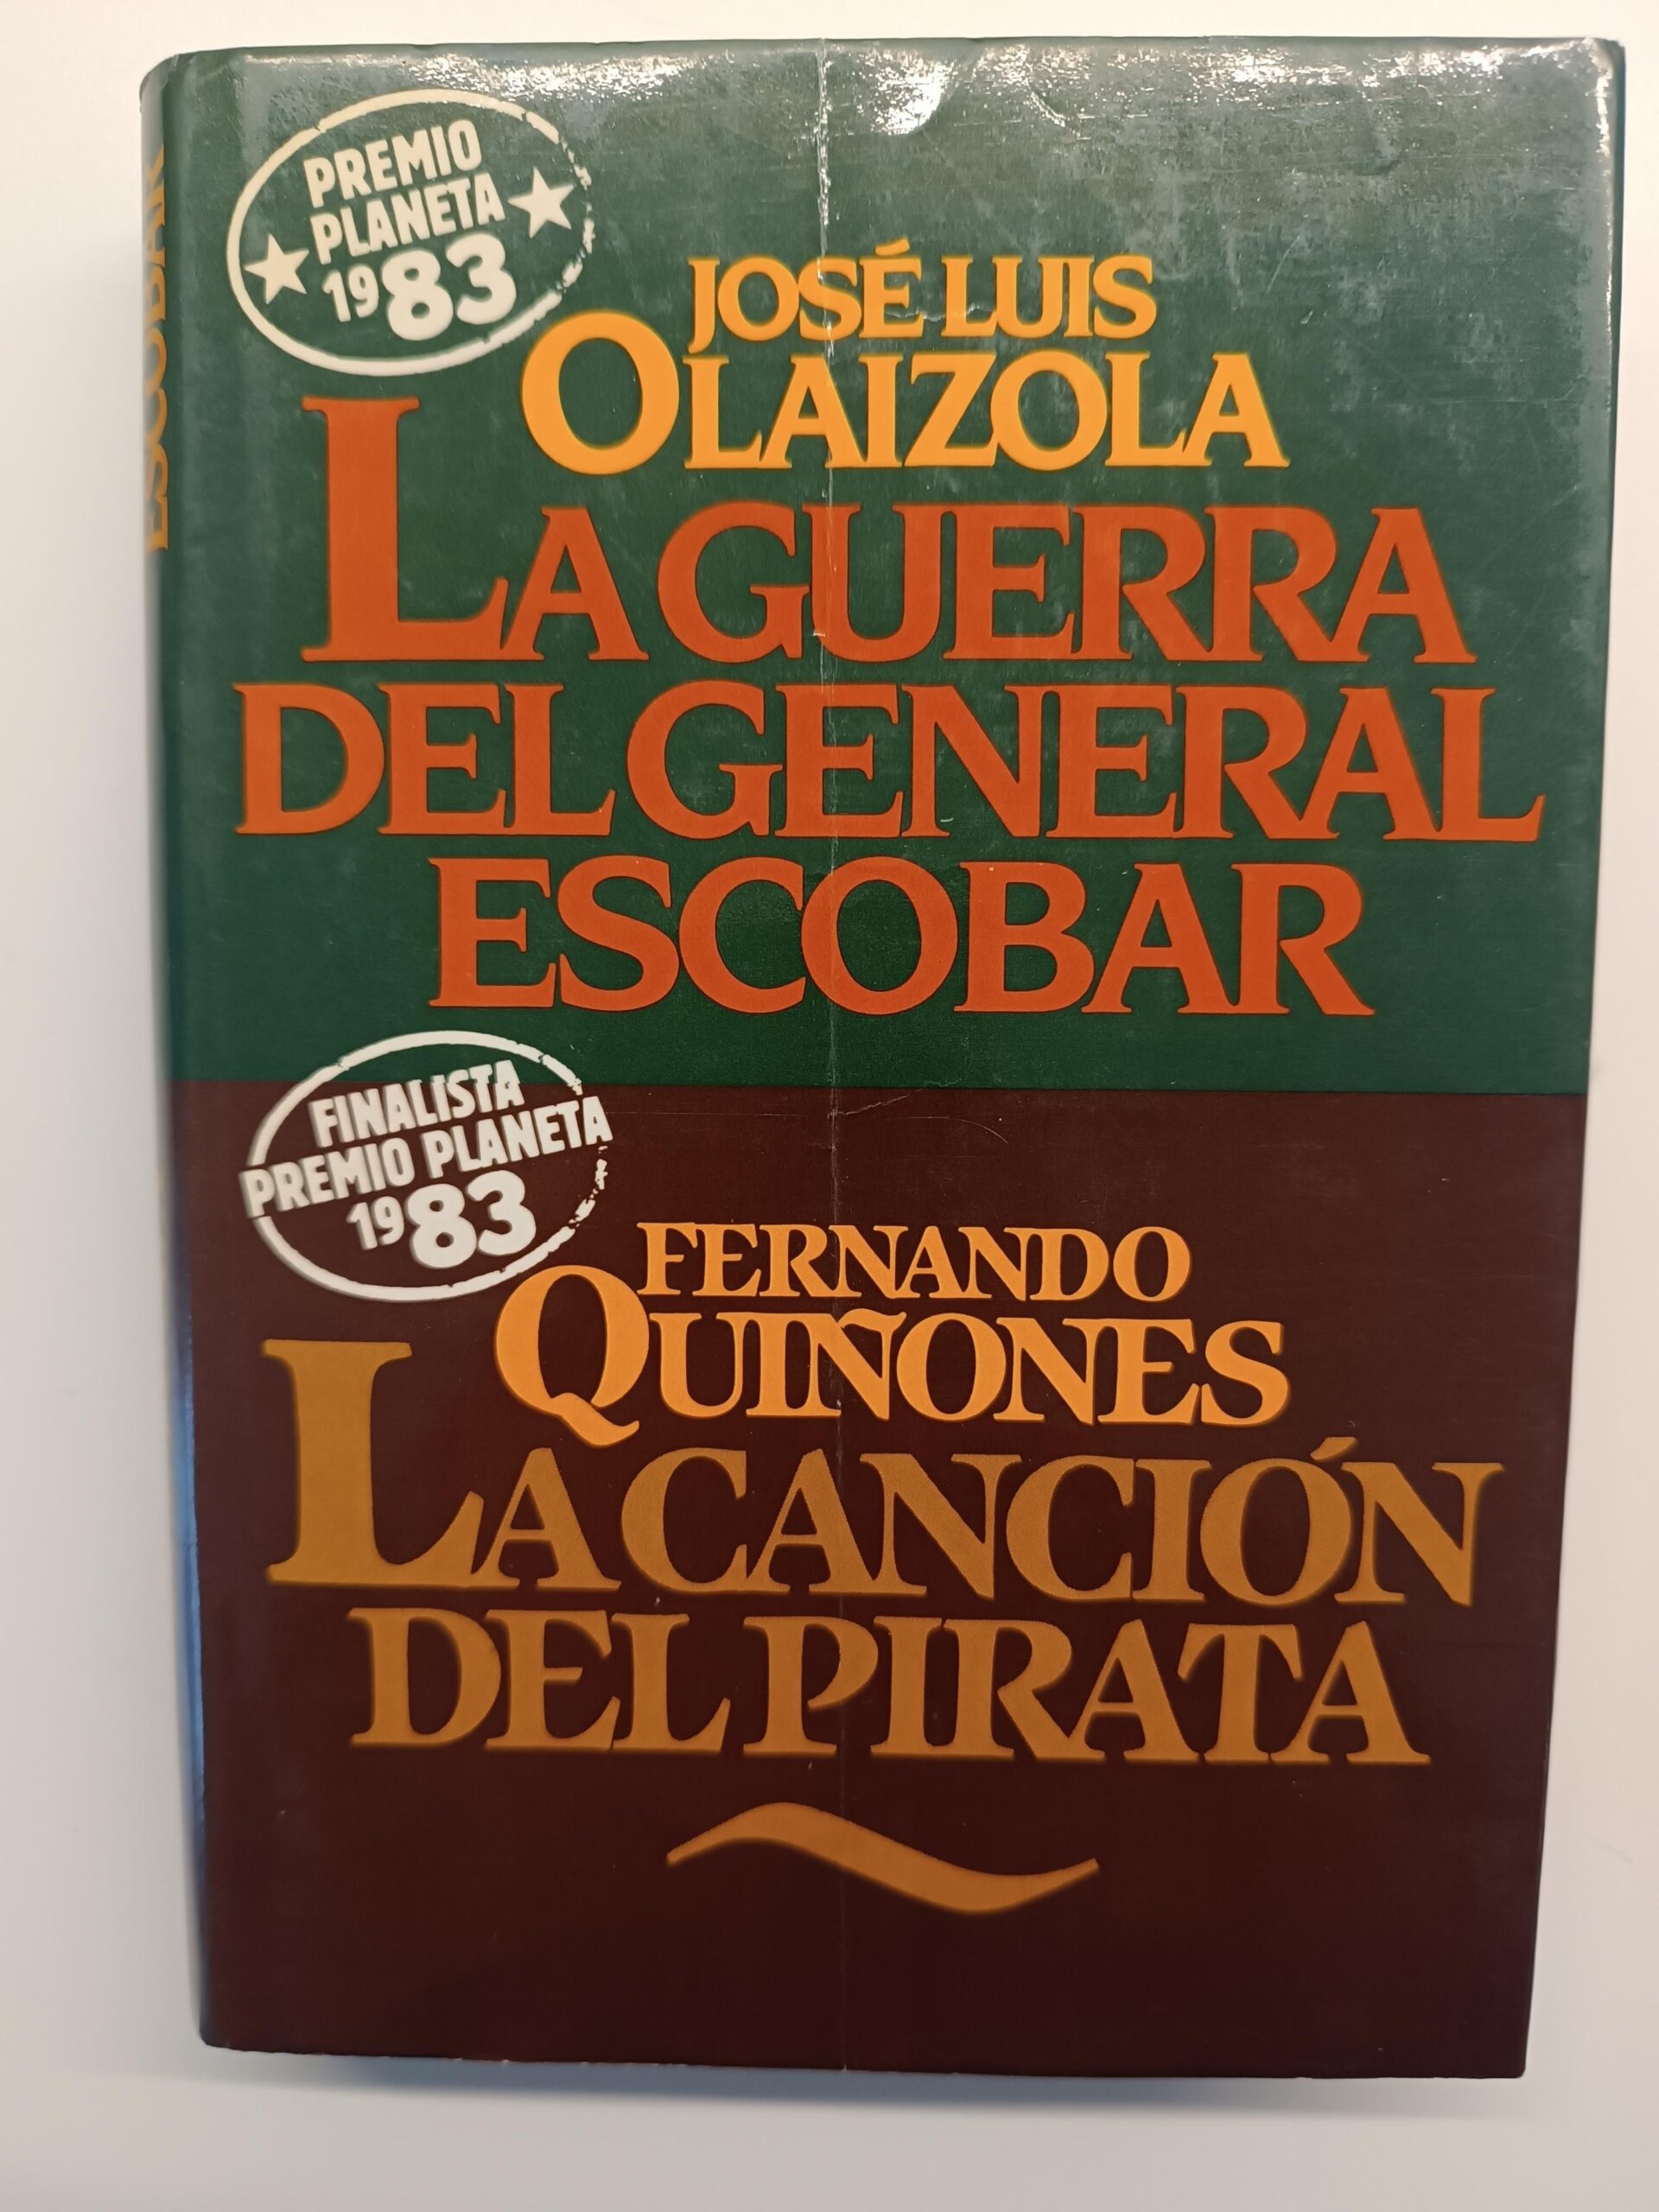 PREMIO
PLANETA
1983
JOSÉ LUIS
OLAIZOLA
LA GUERRA
DEL GENERAL
ESCOBAR
FINALISTA
PREMIO PLANETA
1983
FERNANDO
QUIÑONES
LA CANCIÓN
DEL PIRATA
ESCOBAR